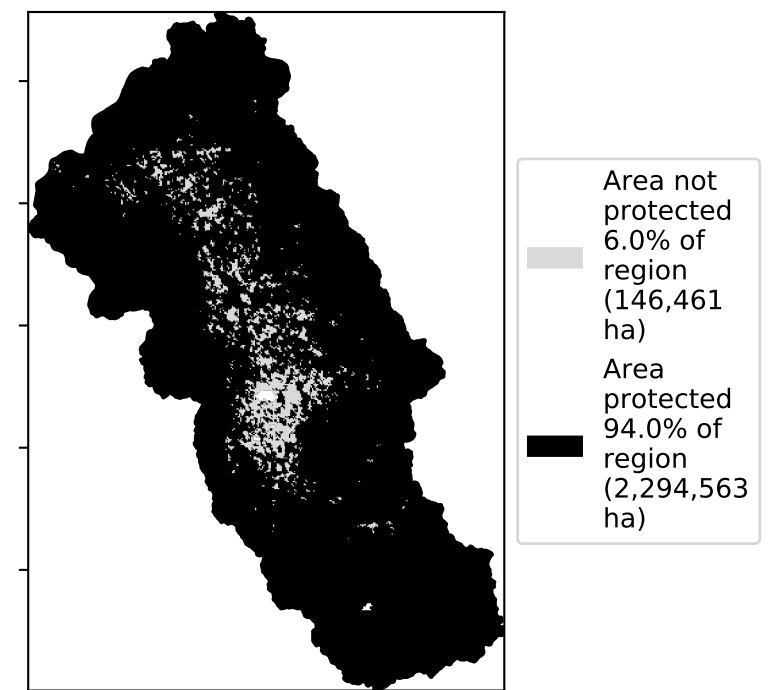 Area not
protected
6.0% of
region
(146,461
ha)
Area
protected
94.0% of
region
(2,294,563
ha)